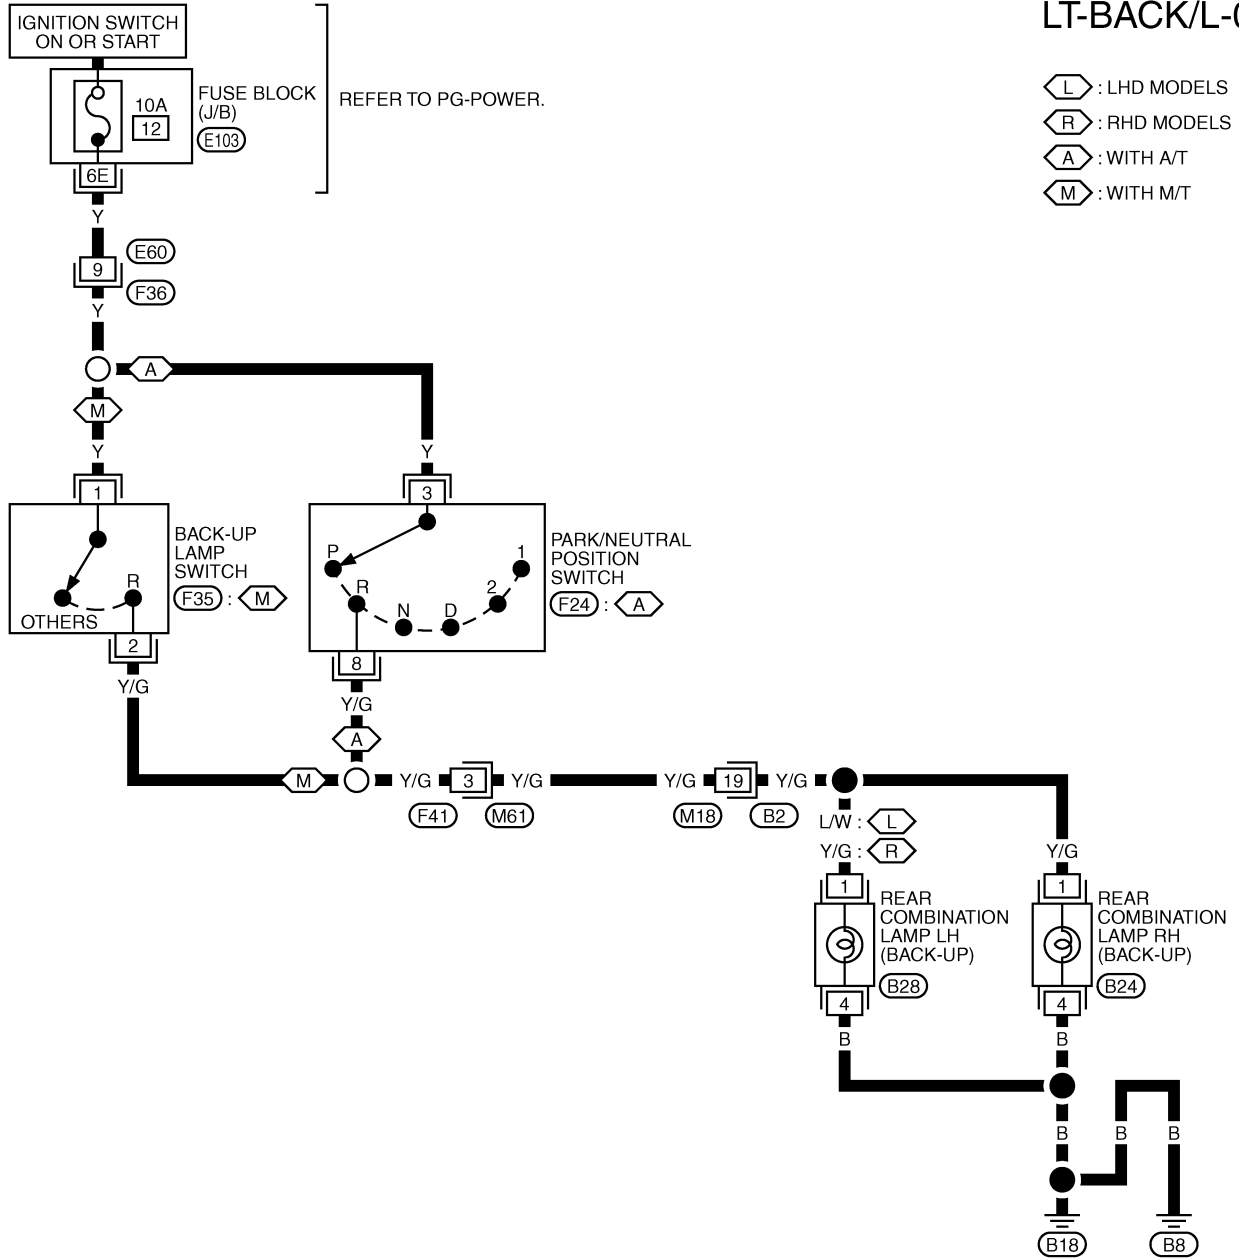 IGNITION SWITCH
ON OR START
LT-BACK/L-
10A
12
FUSE BLOCK
(J/B)
E103
REFER TO PG-POWER.
L : LHD MODELS
R : RHD MODELS
A : WITH A/T
M : WITH M/T
6E
Y
E60
9
F36
Y
A
M
Y
Y
1
3
BACK-UP
LAMP
SWITCH
F35 : M
R
OTHERS
P
R
N
D
2
1
PARK/NEUTRAL
POSITION
SWITCH
F24 : A
2
8
Y/G
Y/G
A
M
Y/G
3
Y/G
Y/G
19
Y/G
F41
M61
M18
B2
L/W : L
Y/G : R
Y/G
1
1
REAR
COMBINATION
LAMP LH
(BACK-UP)
B28
REAR
COMBINATION
LAMP RH
(BACK-UP)
B24
4
4
B
B
B
B
B
B18
B8